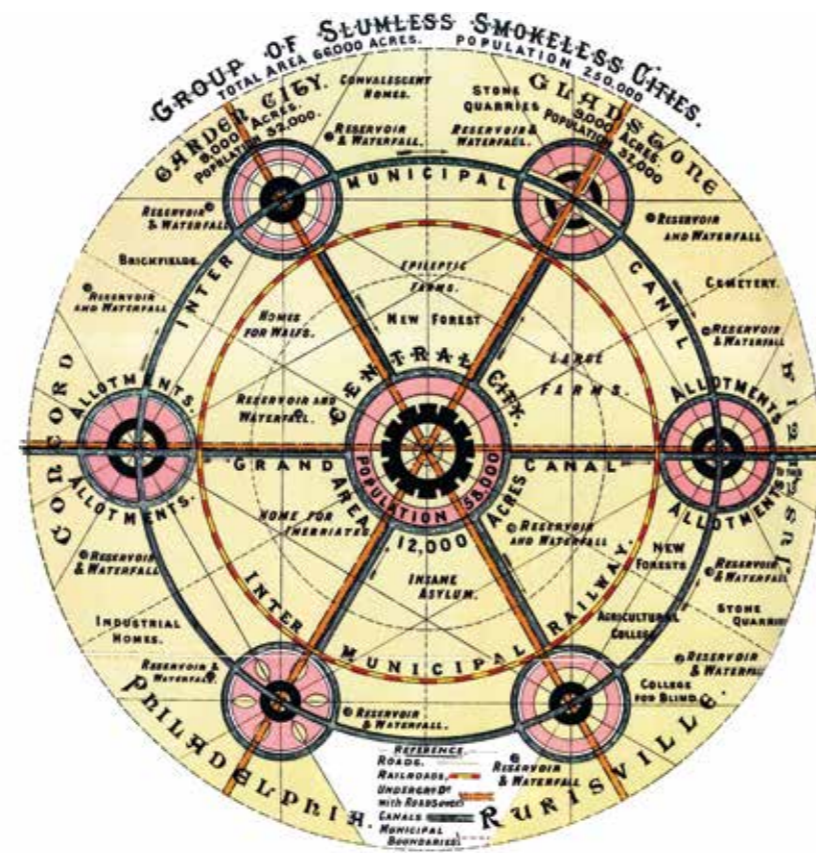 GROUP OF SLUMLESS SMOKELESS CITIES.
TOTAL AREA 66000 ACRES. POPULATION 250,000
GARDEN CITY.
9,000 ACRES.
POPULATION 32,000.
CONVALESCENT
HOMES.
STONE
QUARRIES
GLADSTONE
9,000 ACRES.
POPULATION 32,000
RESERVOIR
& WATERFALL.
RESERVOIR &
WATERFALL.
INTER MUNICIPAL CANAL
RESERVOIR
& WATERFALL
RESERVOIR
AND WATERFALL
BRICKFIELDS.
EPILEPTIC
FARMS.
CEMETERY.
RESERVOIR
AND WATERFALL
HOMES
FOR WAIFS.
NEW FOREST
RESERVOIR
& WATERFALL
LARGE
FARMS.
CENTRAL CITY.
CONCORD
ALLOTMENTS.
RESERVOIR AND
WATERFALL.
ALLOTMENTS
GRAND CANAL
POPULATION 58,000
AREA 12,000 ACRES
ALLOTMENTS.
ALLOTMENTS
HOME FOR
INEBRIATES
RESERVOIR
AND WATERFALL
NEW
FORESTS
RESERVOIR
& WATERFALL
RESERVOIR
& WATERFALL
INSANE
ASYLUM.
INTER MUNICIPAL RAILWAY.
AGRICULTURAL
COLLEGE
STONE
QUARRIES
INDUSTRIAL
HOMES.
RESERVOIR &
WATERFALL
RESERVOIR
& WATERFALL
COLLEGE
FOR BLIND.
RESERVOIR
& WATERFALL.
PHILADELPHIA.
RURISVILLE.
REFERENCE.
ROADS.
RAILROADS.
UNDERGRD DO
WITH ROADS OVER
CANALS
MUNICIPAL
BOUNDARIES
RESERVOIR
& WATERFALL